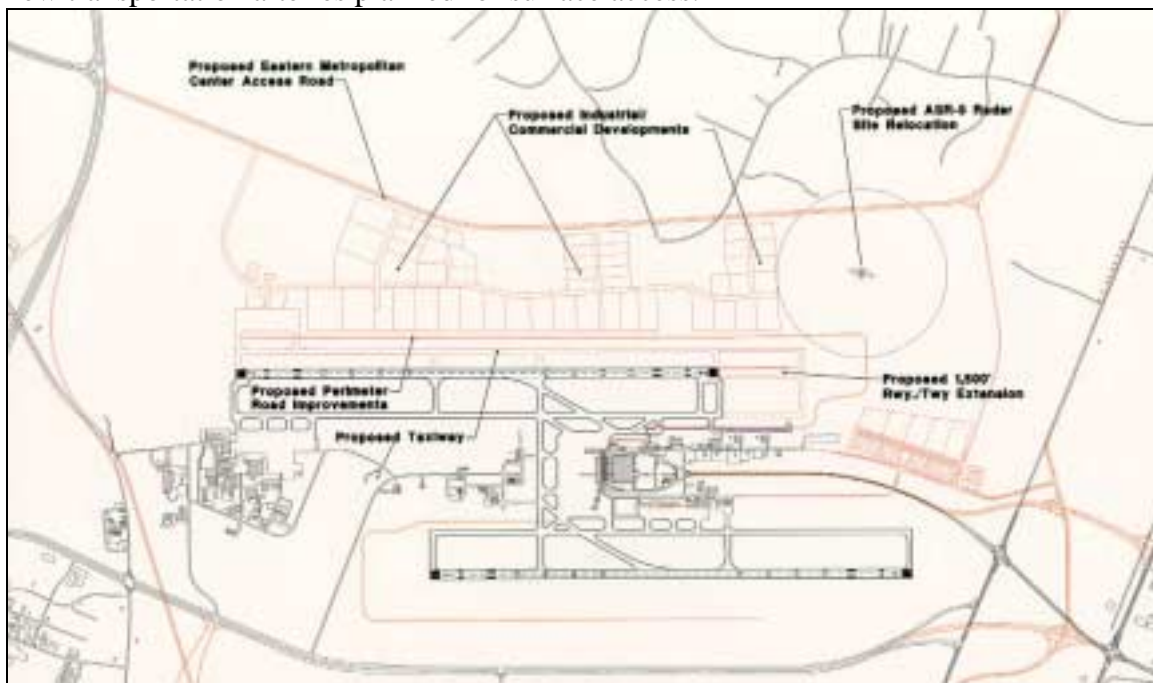 Proposed Eastern Metropolitan
Center Access Road
Proposed Industrial/
Commercial Developments
Proposed ASR-9 Radar
Site Relocation
Proposed Perimeter
Road Improvements
Proposed Taxiway
Proposed 1,500'
Rwy./Twy Extension